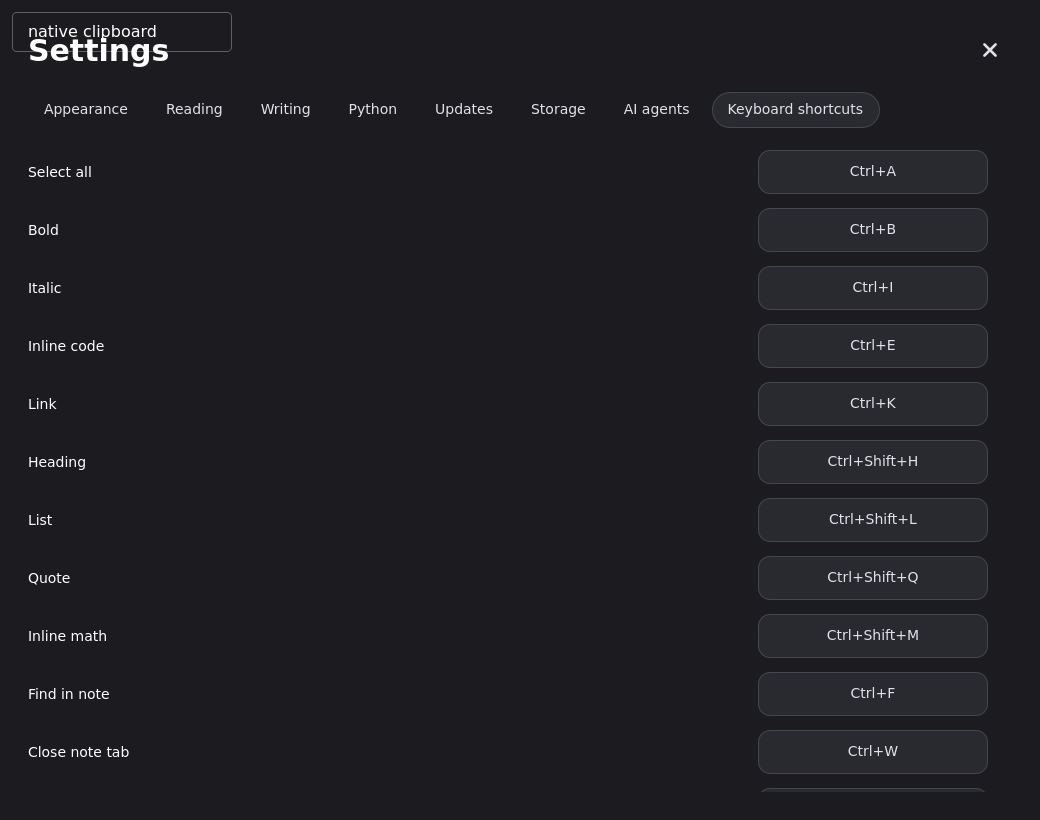 native clipboard
Settings
Appearance Reading Writing Python Updates Storage AI agents Keyboard shortcuts
Select all Ctrl+A
Bold Ctrl+B
Italic Ctrl+I
Inline code Ctrl+E
Link Ctrl+K
Heading Ctrl+Shift+H
List Ctrl+Shift+L
Quote Ctrl+Shift+Q
Inline math Ctrl+Shift+M
Find in note Ctrl+F
Close note tab Ctrl+W